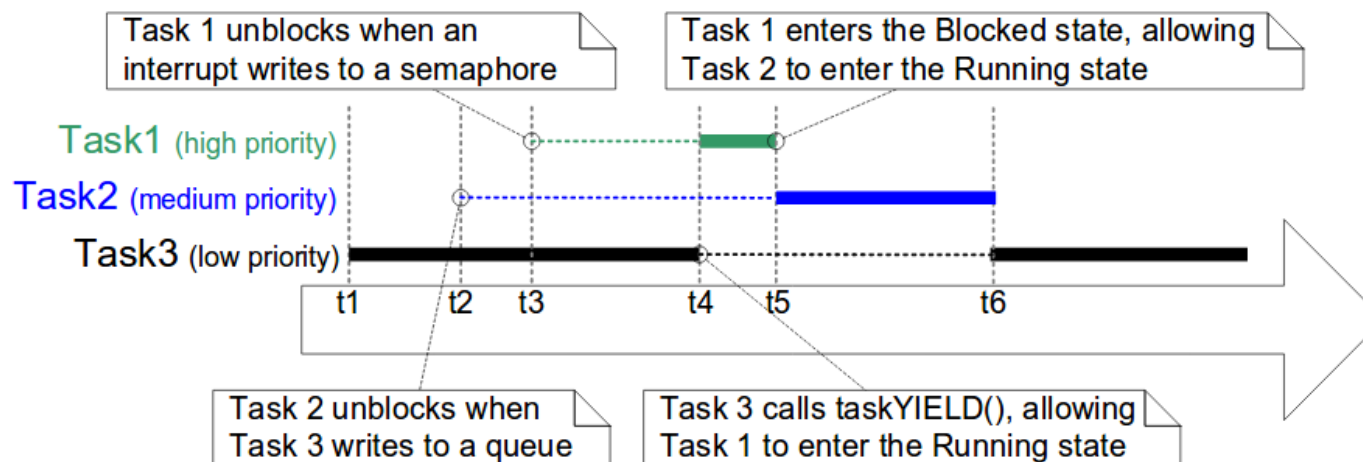 Task 1 unblocks when an
interrupt writes to a semaphore
Task 1 enters the Blocked state, allowing
Task 2 to enter the Running state
Task1 (high priority)
Task2 (medium priority)
Task3 (low priority)
t1 t2 t3 t4 t5 t6
Task 2 unblocks when
Task 3 writes to a queue
Task 3 calls taskYIELD(), allowing
Task 1 to enter the Running state